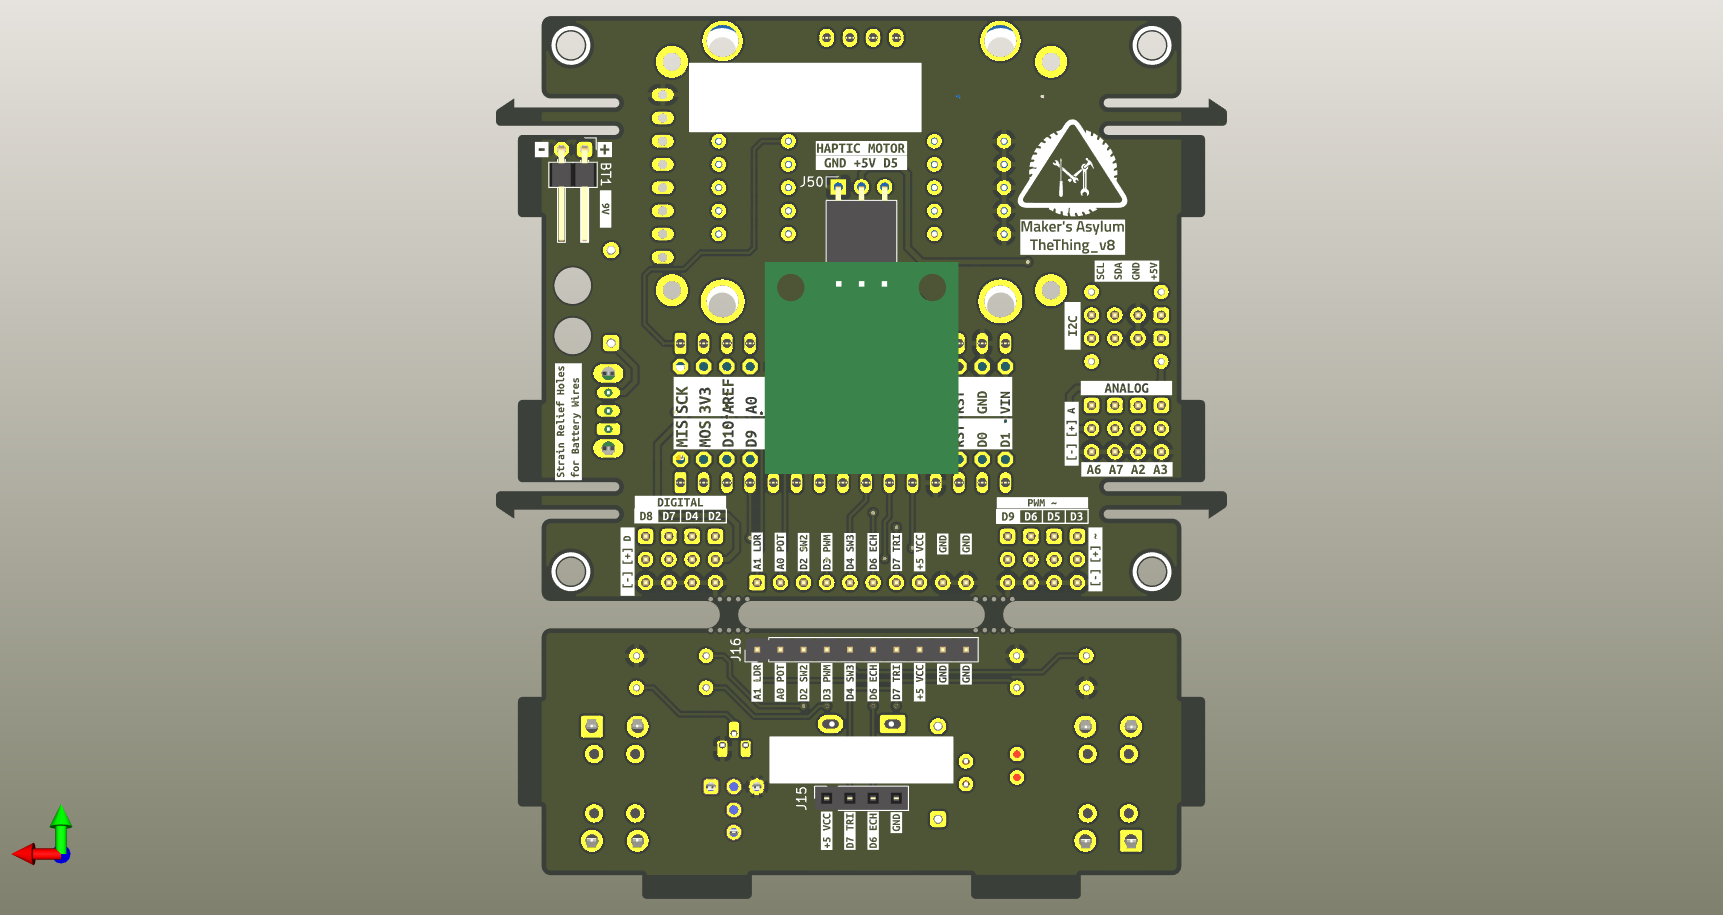 HAPTIC MOTOR
GND +5V D5
J50
- +
BT1
9V
Maker's Asylum
TheThing_v8
SCL SDA GND +5V
I2C
Strain Relief Holes
for Battery Wires
SCK 3V3 AREF A0 GND VIN
MOS D10 D9 D0 D1
ANALOG
[-] [+] A
A6 A7 A2 A3
DIGITAL
D8 D7 D4 D2
[-] [+] D
PWM ~
D9 D6 D5 D3
[-] [+] ~
A1 LDR
A0 POT
D2 SW2
D3 PWM
D4 SW3
D6 ECH
D7 TRI
+5 VCC
GND
GND
J16
A1 LDR
A0 POT
D2 SW2
D3 PWM
D4 SW3
D6 ECH
D7 TRI
+5 VCC
GND
GND
J15
+5 VCC
D7 TRI
D6 ECH
GND